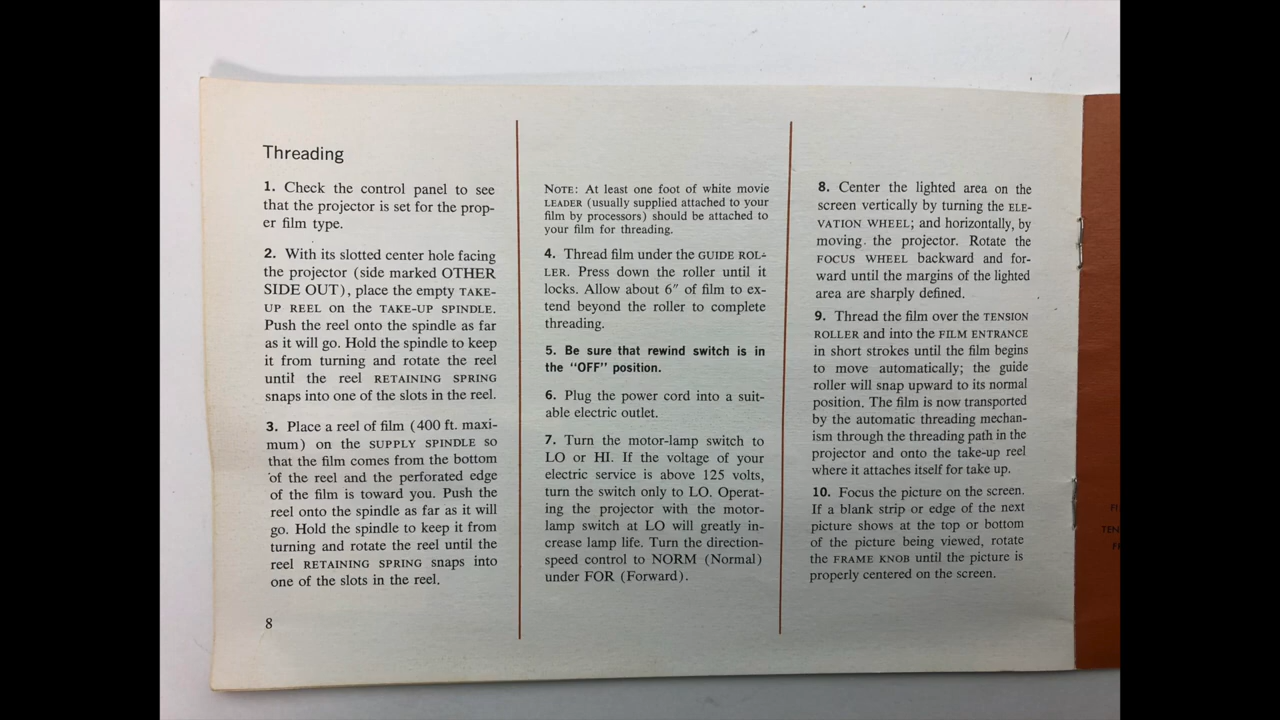 Threading
1. Check the control panel to see
that the projector is set for the prop-
er film type.
2. With its slotted center hole facing
the projector (side marked OTHER
SIDE OUT), place the empty TAKE-
UP REEL on the TAKE-UP SPINDLE.
Push the reel onto the spindle as far
as it will go. Hold the spindle to keep
it from turning and rotate the reel
until the reel RETAINING SPRING
snaps into one of the slots in the reel.
3. Place a reel of film (400 ft. maxi-
mum) on the SUPPLY SPINDLE so
that the film comes from the bottom
of the reel and the perforated edge
of the film is toward you. Push the
reel onto the spindle as far as it will
go. Hold the spindle to keep it from
turning and rotate the reel until the
reel RETAINING SPRING snaps into
one of the slots in the reel.
8
NOTE: At least one foot of white movie
LEADER (usually supplied attached to your
film by processors) should be attached to
your film for threading.
4. Thread film under the GUIDE ROL-
LER. Press down the roller until it
locks. Allow about 6″ of film to ex-
tend beyond the roller to complete
threading.
5. Be sure that rewind switch is in
the "OFF" position.
6. Plug the power cord into a suit-
able electric outlet.
7. Turn the motor-lamp switch to
LO or HI. If the voltage of your
electric service is above 125 volts,
turn the switch only to LO. Operat-
ing the projector with the motor-
lamp switch at LO will greatly in-
crease lamp life. Turn the direction-
speed control to NORM (Normal)
under FOR (Forward).
8. Center the lighted area on the
screen vertically by turning the ELE-
VATION WHEEL; and horizontally, by
moving the projector. Rotate the
FOCUS WHEEL backward and for-
ward until the margins of the lighted
area are sharply defined.
9. Thread the film over the TENSION
ROLLER and into the FILM ENTRANCE
in short strokes until the film begins
to move automatically; the guide
roller will snap upward to its normal
position. The film is now transported
by the automatic threading mechan-
ism through the threading path in the
projector and onto the take-up reel
where it attaches itself for take up.
10. Focus the picture on the screen.
If a blank strip or edge of the next
picture shows at the top or bottom
of the picture being viewed, rotate
the FRAME KNOB until the picture is
properly centered on the screen.
TEN